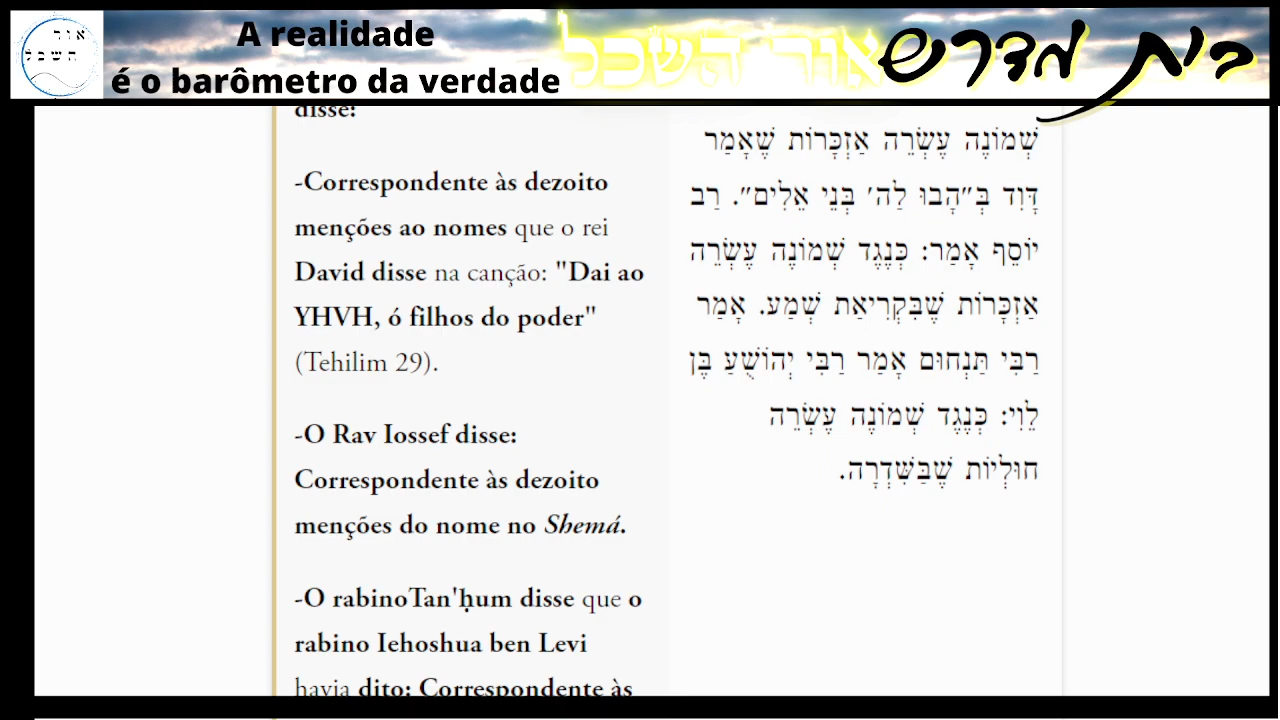 אור
השכל
A realidade
é o barômetro da verdade
אור השכל
בית מדרש
disse:
-Correspondente às dezoito
menções ao nomes que o rei
David disse na canção: "Dai ao
YHVH, ó filhos do poder"
(Tehilim 29).
-O Rav Iossef disse:
Correspondente às dezoito
menções do nome no Shemá.
-O rabinoTan'ḥum disse que o
rabino Iehoshua ben Levi
havia dito: Correspondente às
שְׁמוֹנֶה עֶשְׂרֵה אַזְכָּרוֹת שֶׁאָמַר
דָּוִד בְּ״הָבוּ לַה׳ בְּנֵי אֵלִים״. רַב
יוֹסֵף אָמַר: כְּנֶגֶד שְׁמוֹנֶה עֶשְׂרֵה
אַזְכָּרוֹת שֶׁבִּקְרִיאַת שְׁמַע. אָמַר
רַבִּי תַּנְחוּם אָמַר רַבִּי יְהוֹשֻׁעַ בֶּן
לֵוִי: כְּנֶגֶד שְׁמוֹנֶה עֶשְׂרֵה
חוּלְיוֹת שֶׁבַּשִּׁדְרָה.